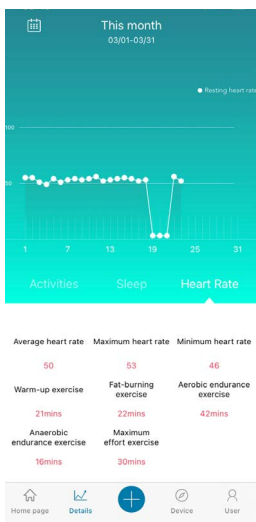 This month
03/01-03/31
Resting heart rate
100
50
1 7 13 19 25 31
Activities Sleep Heart Rate
Average heart rate Maximum heart rate Minimum heart rate
50 53 46
Warm-up exercise
Fat-burning
exercise
Aerobic endurance
exercise
21mins 22mins 42mins
Anaerobic
endurance exercise
Maximum
effort exercise
16mins 30mins
Home page Details Device User